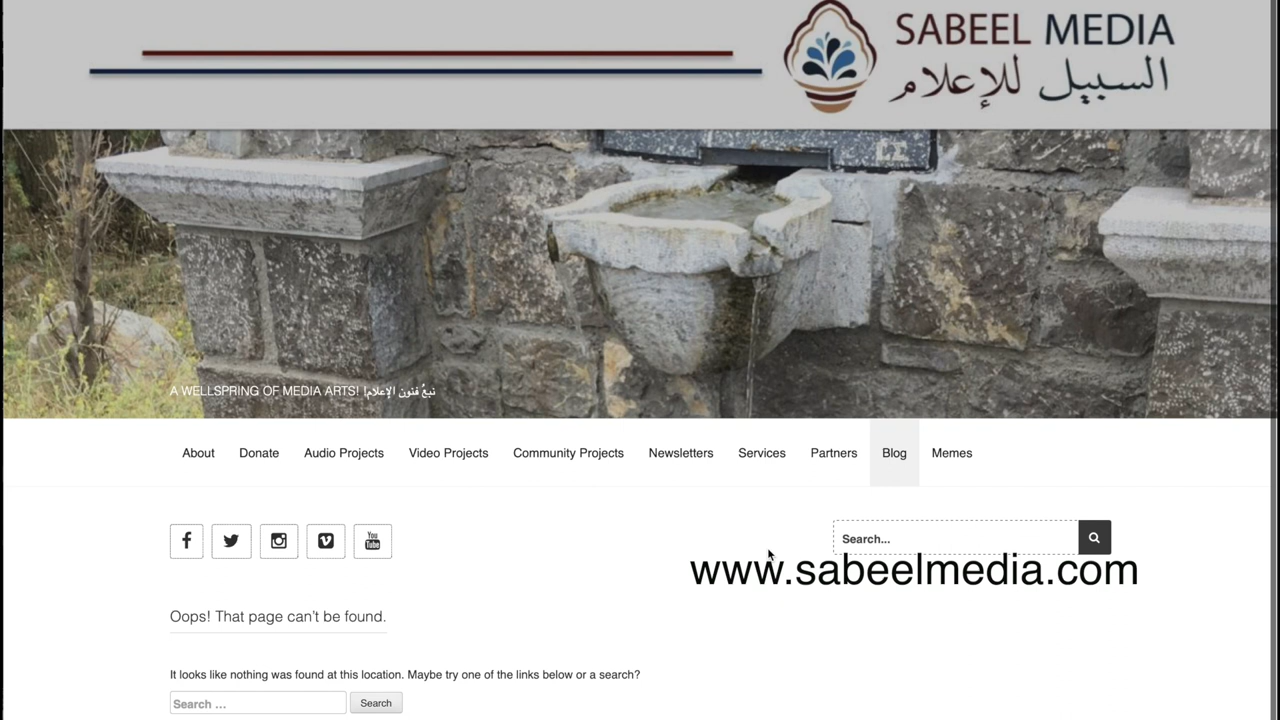 SABEEL MEDIA
السبيل للإعلام
A WELLSPRING OF MEDIA ARTS! نبعُ فنون الإعلام!
About Donate Audio Projects Video Projects Community Projects Newsletters Services Partners Blog Memes
You
Tube
Search...
www.sabeelmedia.com
Oops! That page can’t be found.
It looks like nothing was found at this location. Maybe try one of the links below or a search?
Search ... Search